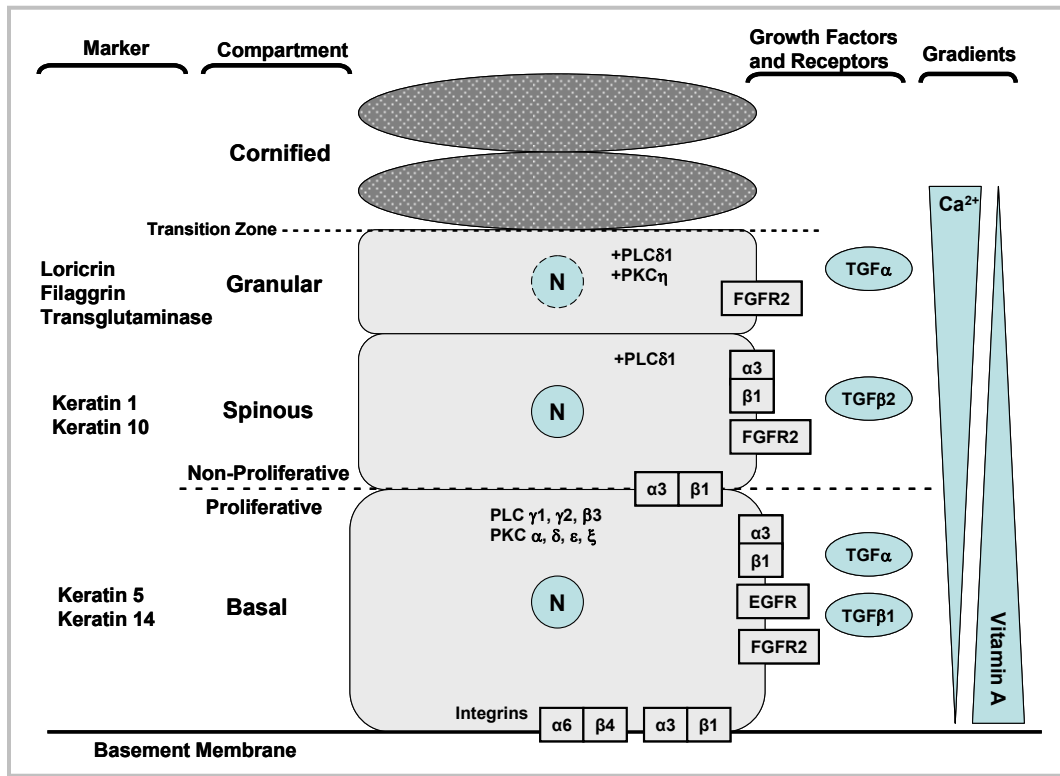 Marker
Compartment
Growth Factors
and Receptors
Gradients
Cornified
Ca2+
Transition Zone
Loricrin
Filaggrin
Transglutaminase
Granular
N
+PLCδ1
+PKCη
FGFR2
TGFα
Keratin 1
Keratin 10
Spinous
N
+PLCδ1
α3
β1
FGFR2
TGFβ2
Non-Proliferative
Proliferative
α3 β1
PLC γ1, γ2, β3
PKC α, δ, ε, ξ
Keratin 5
Keratin 14
Basal
N
α3
β1
EGFR
FGFR2
TGFα
TGFβ1
Vitamin A
Integrins
α6 β4 α3 β1
Basement Membrane